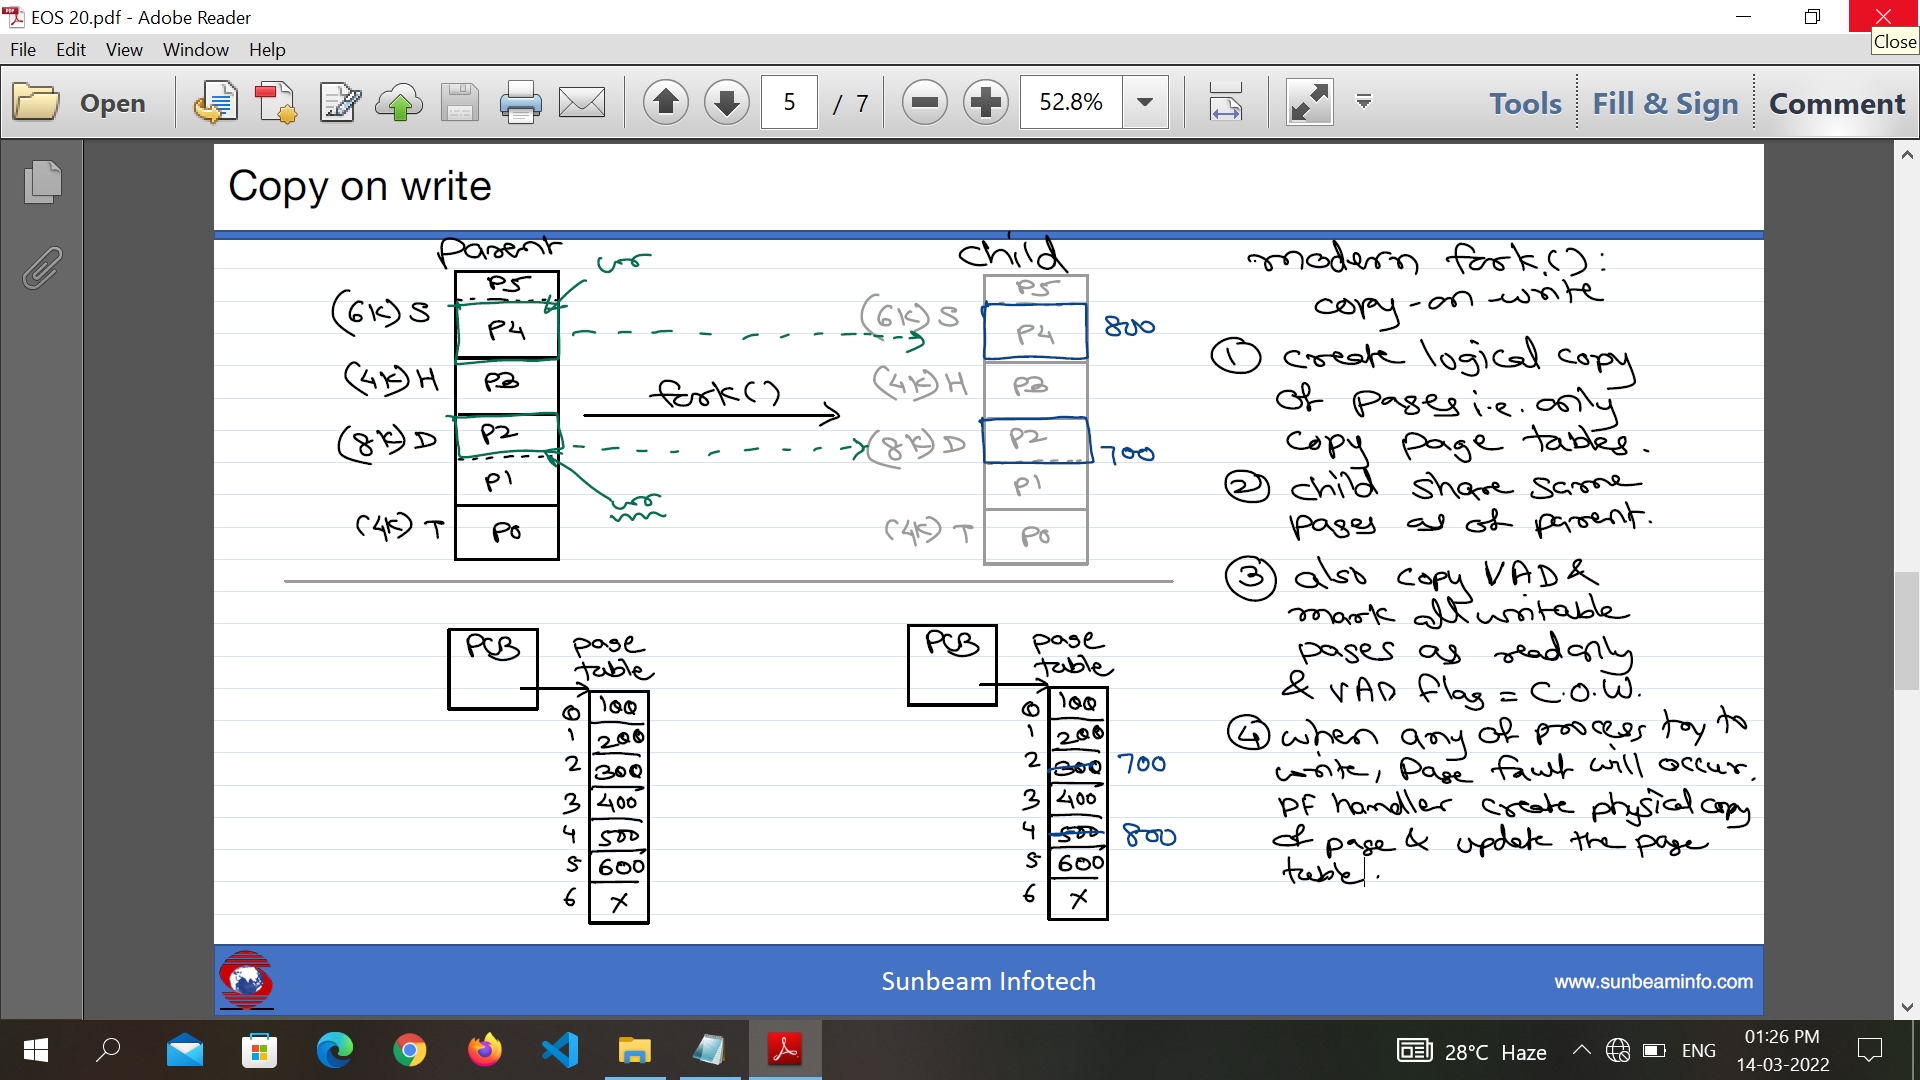 EOS 20.pdf - Adobe Reader
Close
File Edit View Window Help
Open
5 / 7
52.8%
Tools Fill & Sign Comment
Copy on write
Parent
P5
(6K) S
P4
(4K) H
P3
(8K) D
P2
P1
(4K) T
P0
fork()
child
P5
(6K) S
P4
800
(4K) H
P3
(8K) D
P2
700
P1
(4K) T
P0
PCB
page
table
0 100
1 200
2 300
3 400
4 500
5 600
6 X
PCB
page
table
0 100
1 200
2 300 700
3 400
4 500 800
5 600
6 X
modern fork():
copy-on-write
① create logical copy
of pages i.e. only
copy page tables.
② child share same
pages as of parent.
③ also copy VAD &
mark all writable
pages as readonly
& VAD flag = C.O.W.
④ when any of process try to
write, Page fault will occur.
PF handler create physical copy
of page & update the page
table.
Sunbeam Infotech
www.sunbeaminfo.com
28°C Haze
ENG
01:26 PM
14-03-2022